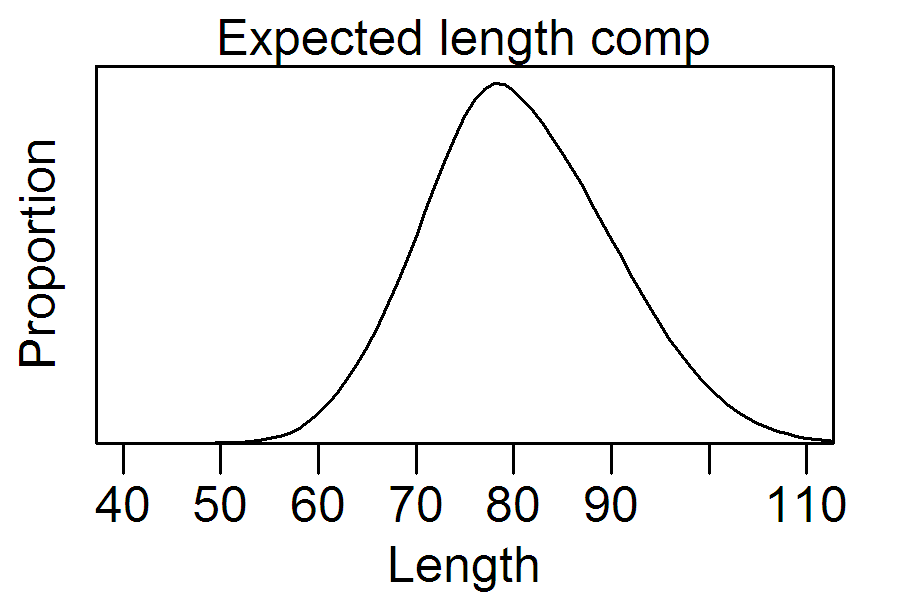 Expected length comp
Proportion
40 50 60 70 80 90 110
Length